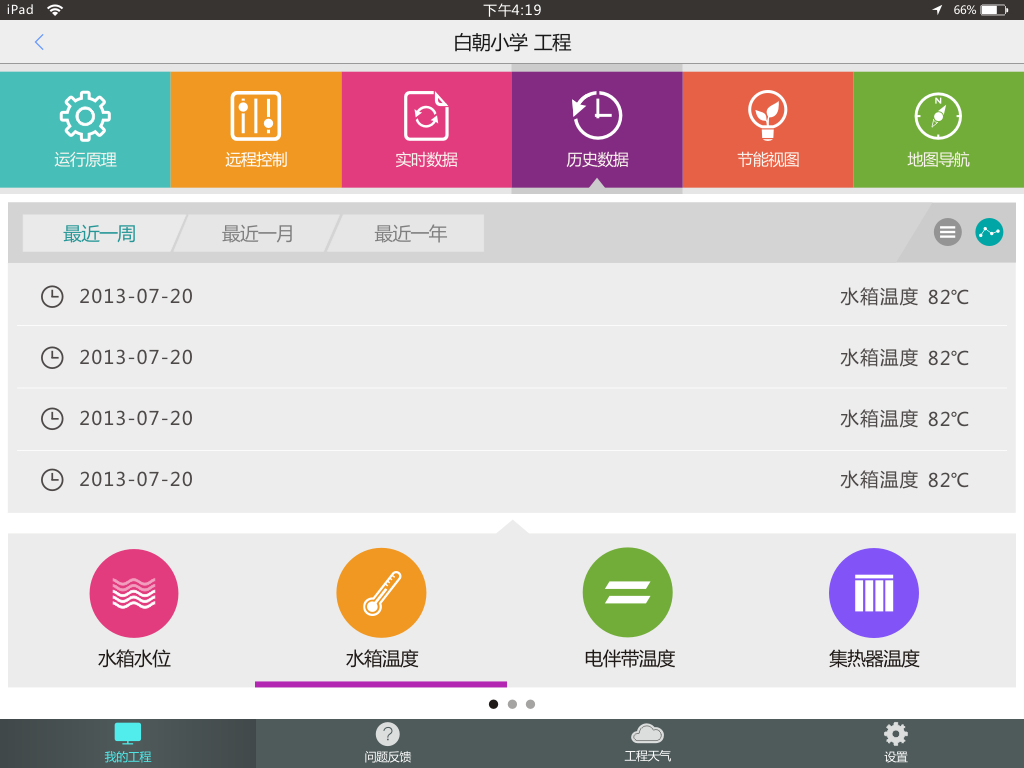 iPad 下午4:19 66%
白朝小学 工程
运行原理 远程控制 实时数据 历史数据 节能视图 地图导航
N
最近一周 最近一月 最近一年
2013-07-20 水箱温度 82℃
2013-07-20 水箱温度 82℃
2013-07-20 水箱温度 82℃
2013-07-20 水箱温度 82℃
水箱水位 水箱温度 电伴带温度 集热器温度
?
我的工程 问题反馈 工程天气 设置